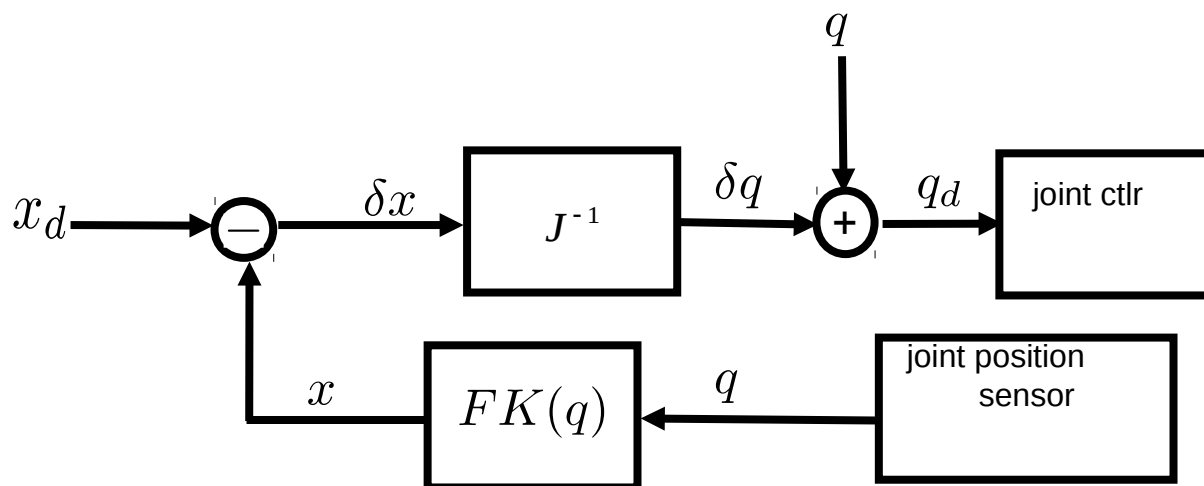 q
x_d
−
δx
J^{-1}
δq
+
q_d
joint ctlr
x
FK(q)
q
joint position
sensor